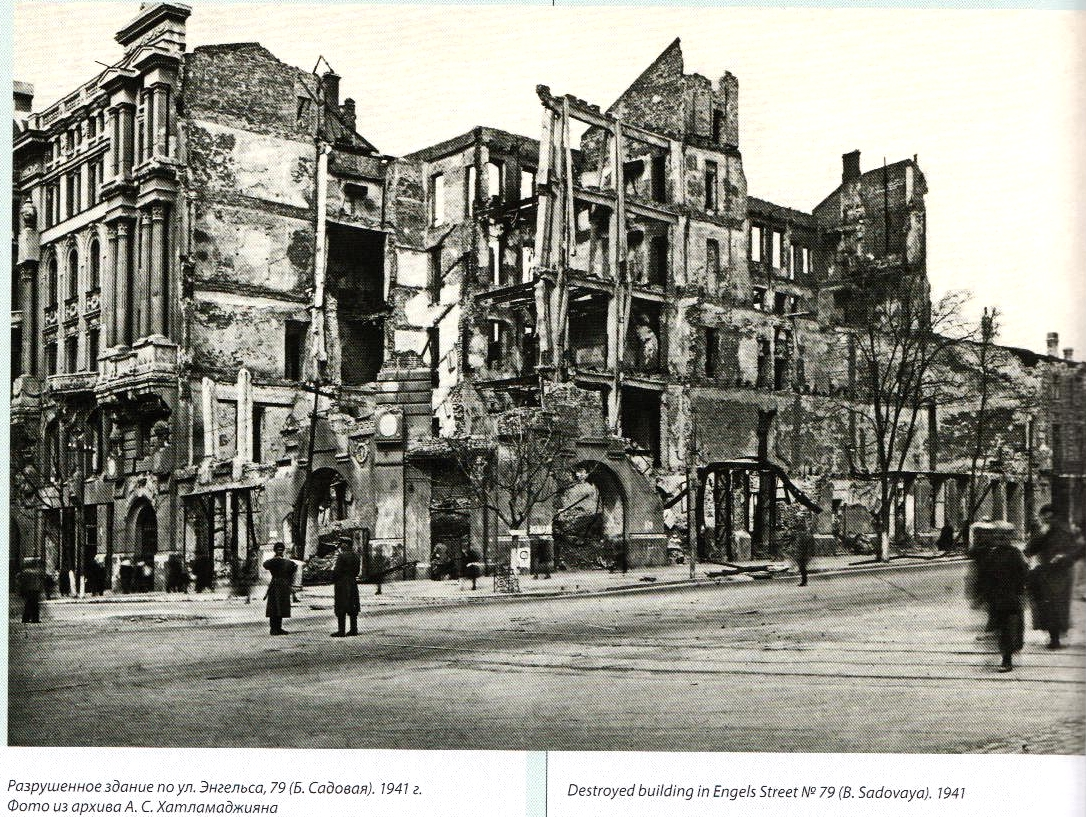 Разрушенное здание по ул. Энгельса, 79 (Б. Садовая). 1941 г.
Фото из архива А. С. Хатламаджияна
Destroyed building in Engels Street № 79 (B. Sadovaya). 1941